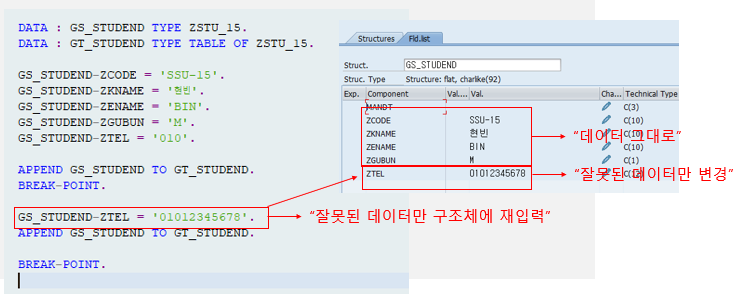 DATA : GS_STUDEND TYPE ZSTU_15.
DATA : GT_STUDEND TYPE TABLE OF ZSTU_15.
GS_STUDEND-ZCODE = 'SSU-15'.
GS_STUDEND-ZKNAME = '현빈'.
GS_STUDEND-ZENAME = 'BIN'.
GS_STUDEND-ZGUBUN = 'M'.
GS_STUDEND-ZTEL = '010'.
APPEND GS_STUDEND TO GT_STUDEND.
BREAK-POINT.
GS_STUDEND-ZTEL = '01012345678'.
APPEND GS_STUDEND TO GT_STUDEND.
BREAK-POINT.
"잘못된 데이터만 구조체에 재입력"
Structures Fld.list
Struct. GS_STUDEND
Struc. Type Structure: flat, charlike(92)
Exp. Component Val... Val. Cha... Technical Type
MANDT C(3)
ZCODE SSU-15 C(10)
ZKNAME 현빈 C(10)
ZENAME BIN C(10)
ZGUBUN M C(1)
ZTEL 01012345678
"데이터 그대로"
"잘못된 데이터만 변경"